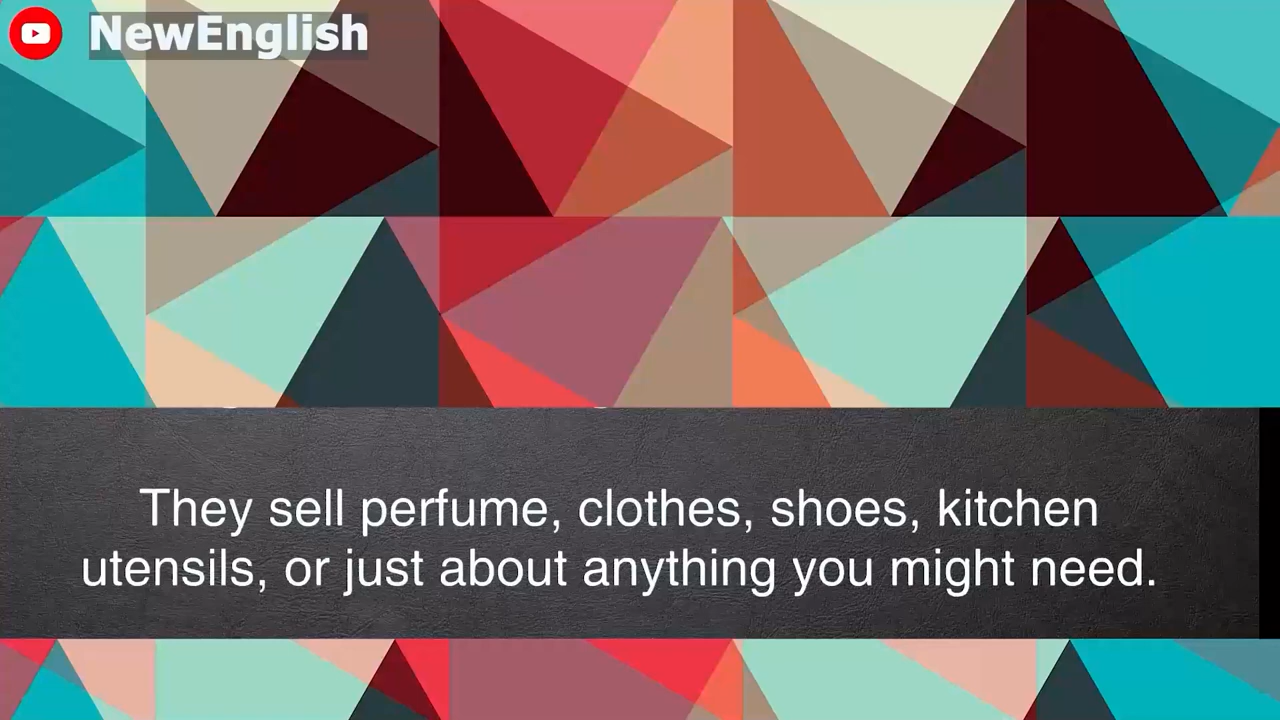 NewEnglish
They sell perfume, clothes, shoes, kitchen
utensils, or just about anything you might need.